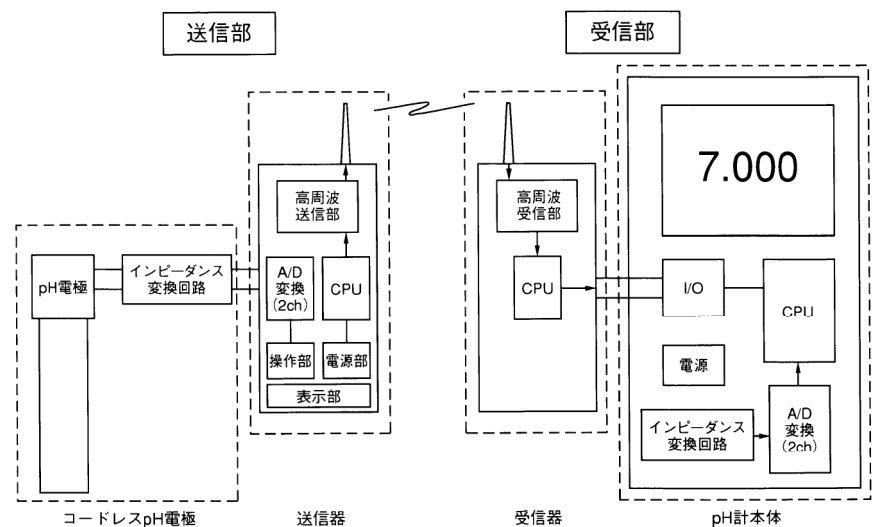 送信部
受信部
pH電極
インピーダンス
変換回路
高周波
送信部
A/D
変換
(2ch)
CPU
操作部
電源部
表示部
高周波
受信部
CPU
7.000
I/O
CPU
電源
インピーダンス
変換回路
A/D
変換
(2ch)
コードレスpH電極
送信器
受信器
pH計本体